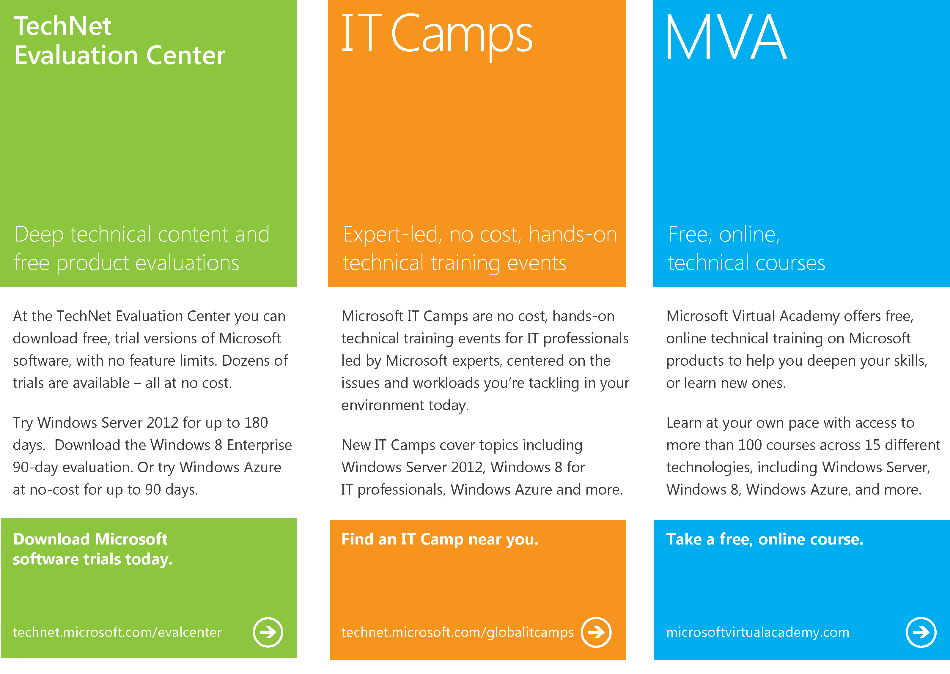 TechNet
Evaluation Center
Deep technical content and
free product evaluations
At the TechNet Evaluation Center you can
download free, trial versions of Microsoft
software, with no feature limits. Dozens of
trials are available – all at no cost.
Try Windows Server 2012 for up to 180
days.  Download the Windows 8 Enterprise
90-day evaluation. Or try Windows Azure
at no-cost for up to 90 days.
Download Microsoft
software trials today.
technet.microsoft.com/evalcenter
IT Camps
Expert-led, no cost, hands-on
technical training events
Microsoft IT Camps are no cost, hands-on
technical training events for IT professionals
led by Microsoft experts, centered on the
issues and workloads you’re tackling in your
environment today.
New IT Camps cover topics including
Windows Server 2012, Windows 8 for
IT professionals, Windows Azure and more.
Find an IT Camp near you.
technet.microsoft.com/globalitcamps
MVA
Free, online,
technical courses
Microsoft Virtual Academy offers free,
online technical training on Microsoft
products to help you deepen your skills,
or learn new ones.
Learn at your own pace with access to
more than 100 courses across 15 different
technologies, including Windows Server,
Windows 8, Windows Azure, and more.
Take a free, online course.
microsoftvirtualacademy.com